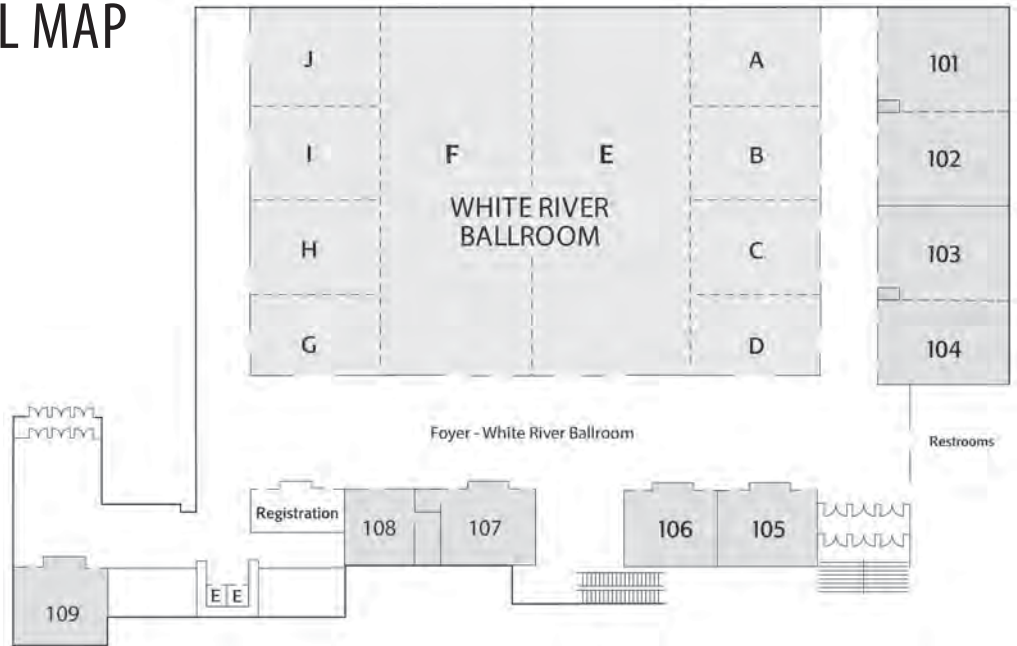 L MAP
J
A
101
I
F
E
B
102
WHITE RIVER
BALLROOM
H
C
103
G
D
104
Foyer - White River Ballroom
Restrooms
Registration
108
107
106
105
E E
109